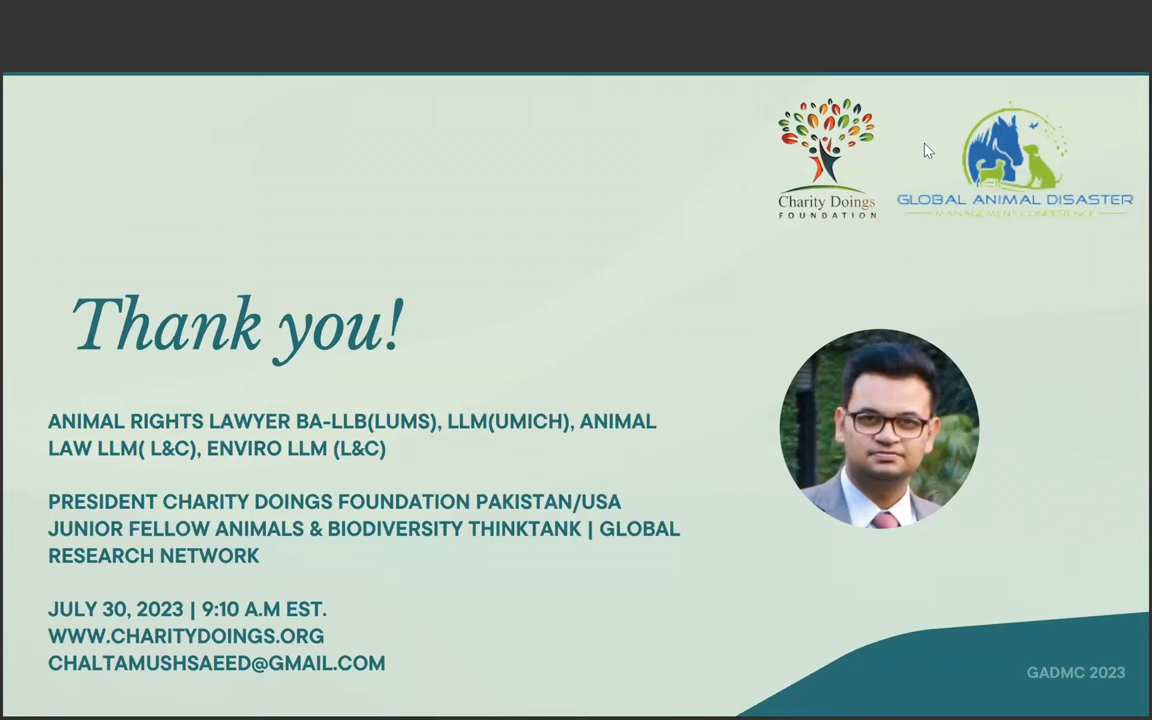 Charity Doings
FOUNDATION
GLOBAL ANIMAL DISASTER
MANAGEMENT CONFERENCE
Thank you!
ANIMAL RIGHTS LAWYER BA-LLB(LUMS), LLM(UMICH), ANIMAL
LAW LLM( L&C), ENVIRO LLM (L&C)
PRESIDENT CHARITY DOINGS FOUNDATION PAKISTAN/USA
JUNIOR FELLOW ANIMALS & BIODIVERSITY THINKTANK | GLOBAL
RESEARCH NETWORK
JULY 30, 2023 | 9:10 A.M EST.
WWW.CHARITYDOINGS.ORG
CHALTAMUSHSAEED@GMAIL.COM
GADMC 2023